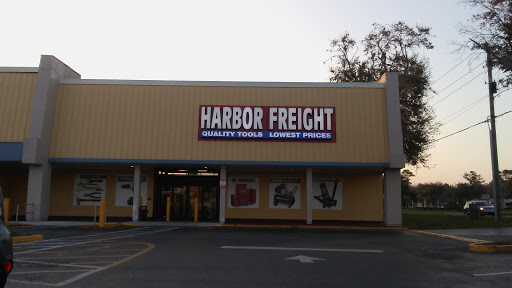 HARBOR FREIGHT
QUALITY TOOLS LOWEST PRICES